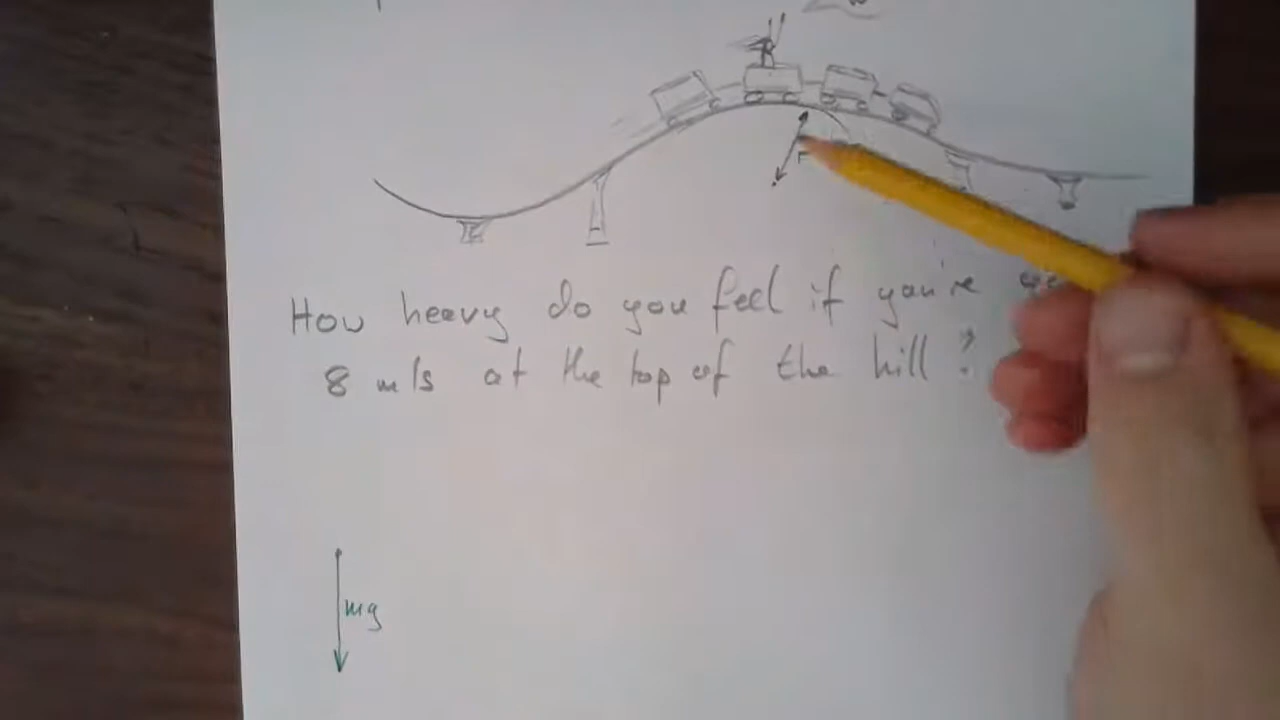 r
How heavy do you feel if you're
8 m/s at the top of the hill ?
mg